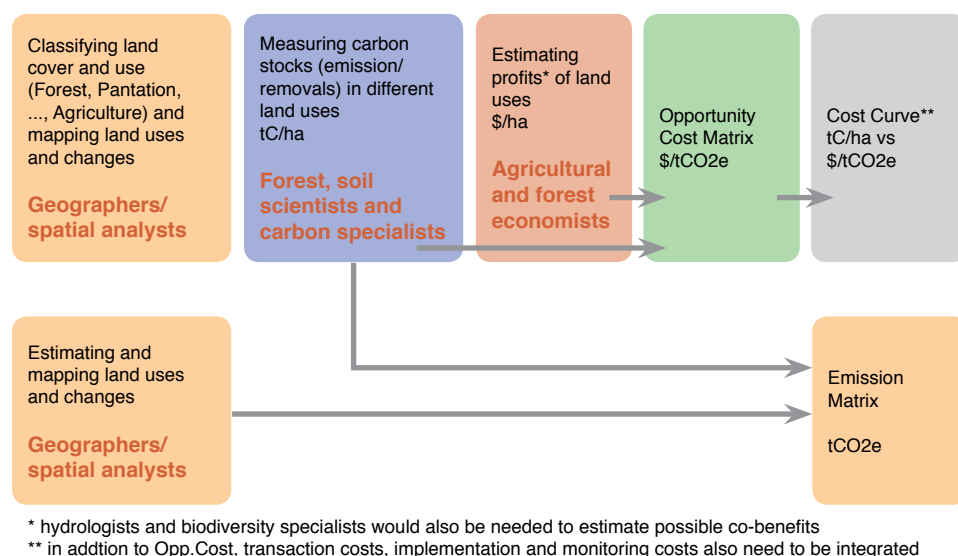 Classifying land
cover and use
(Forest, Pantation,
..., Agriculture) and
mapping land uses
and changes
Geographers/
spatial analysts
Measuring carbon
stocks (emission/
removals) in different
land uses
tC/ha
Forest, soil
scientists and
carbon specialists
Estimating
profits* of land
uses
$/ha
Agricultural
and forest
economists
Opportunity
Cost Matrix
$/tCO2e
Cost Curve**
tC/ha vs
$/tCO2e
Estimating and
mapping land uses
and changes
Geographers/
spatial analysts
Emission
Matrix
tCO2e
* hydrologists and biodiversity specialists would also be needed to estimate possible co-benefits
** in addtion to Opp.Cost, transaction costs, implementation and monitoring costs also need to be integrated